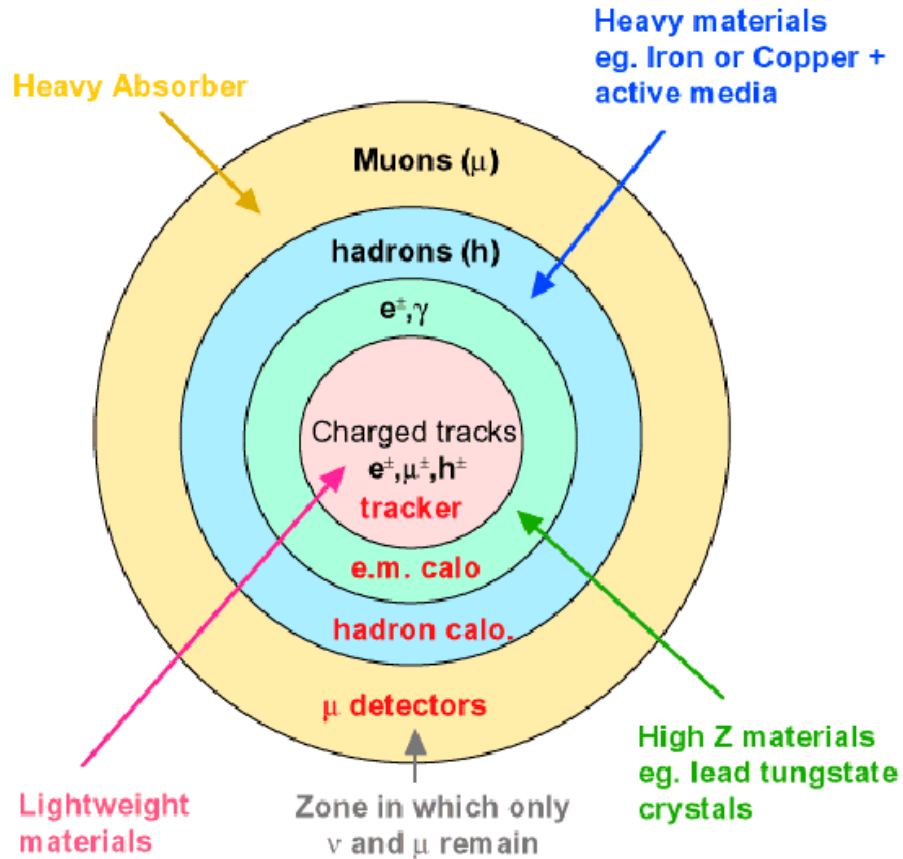 Heavy materials
eg. Iron or Copper +
active media
Heavy Absorber
Muons (μ)
hadrons (h)
e±,γ
Charged tracks
e±,μ±,h±
tracker
e.m. calo
hadron calo.
μ detectors
High Z materials
eg. lead tungstate
crystals
Lightweight
materials
Zone in which only
ν and μ remain